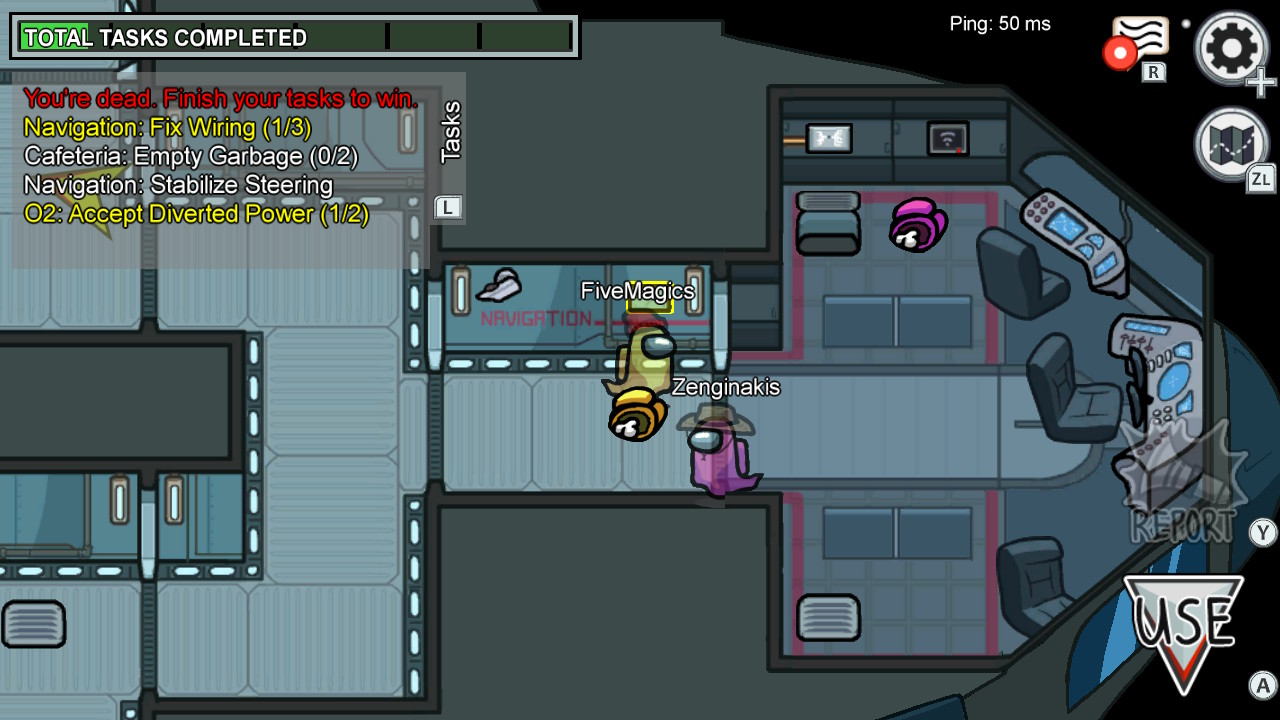 TOTAL TASKS COMPLETED
Ping: 50 ms
R
You're dead. Finish your tasks to win.
Navigation: Fix Wiring (1/3)
Cafeteria: Empty Garbage (0/2)
Navigation: Stabilize Steering
O2: Accept Diverted Power (1/2)
Tasks
L
ZL
FiveMagics
NAVIGATION
Zenginakis
REPORT
Y
USE
A